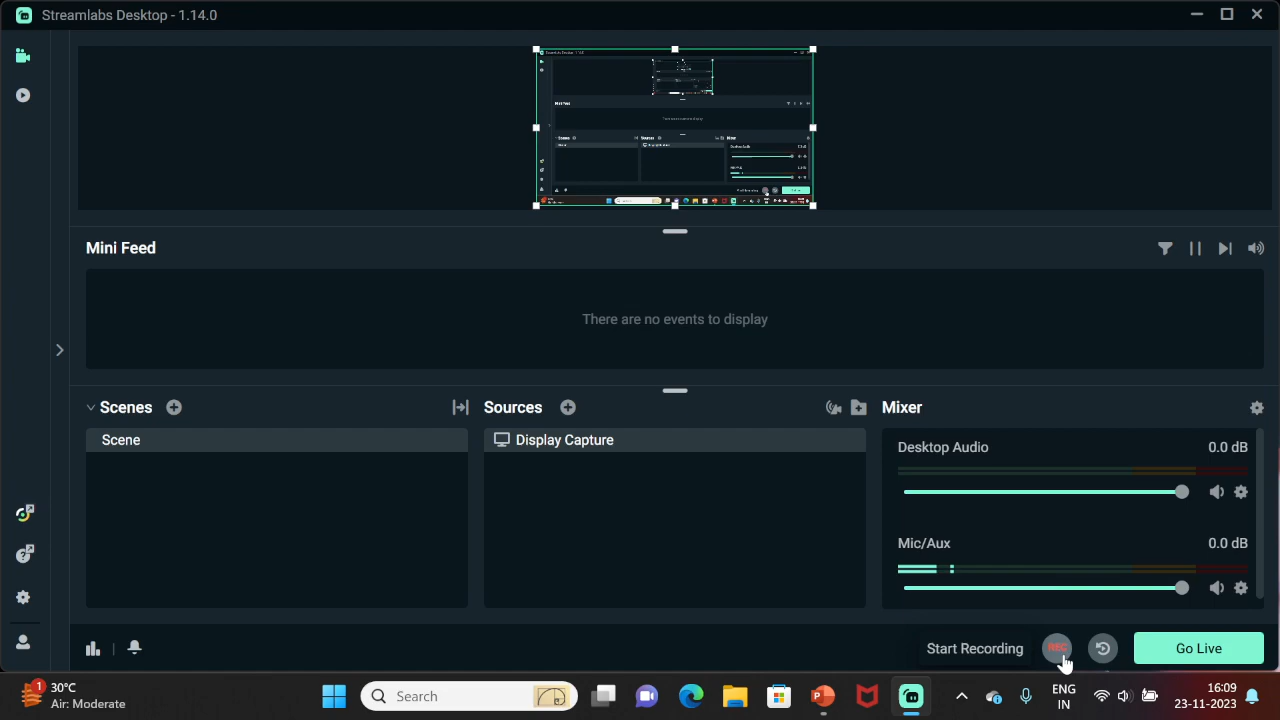 Streamlabs Desktop - 1.14.0
Mini Feed
There are no events to display
Scenes
Sources
Mixer
Scene
Display Capture
Desktop Audio 0.0 dB
Mic/Aux 0.0 dB
Start Recording
REC
Go Live
1
30°C
Air: Moderate
Search
ENG
IN
16:09
23-11-2023